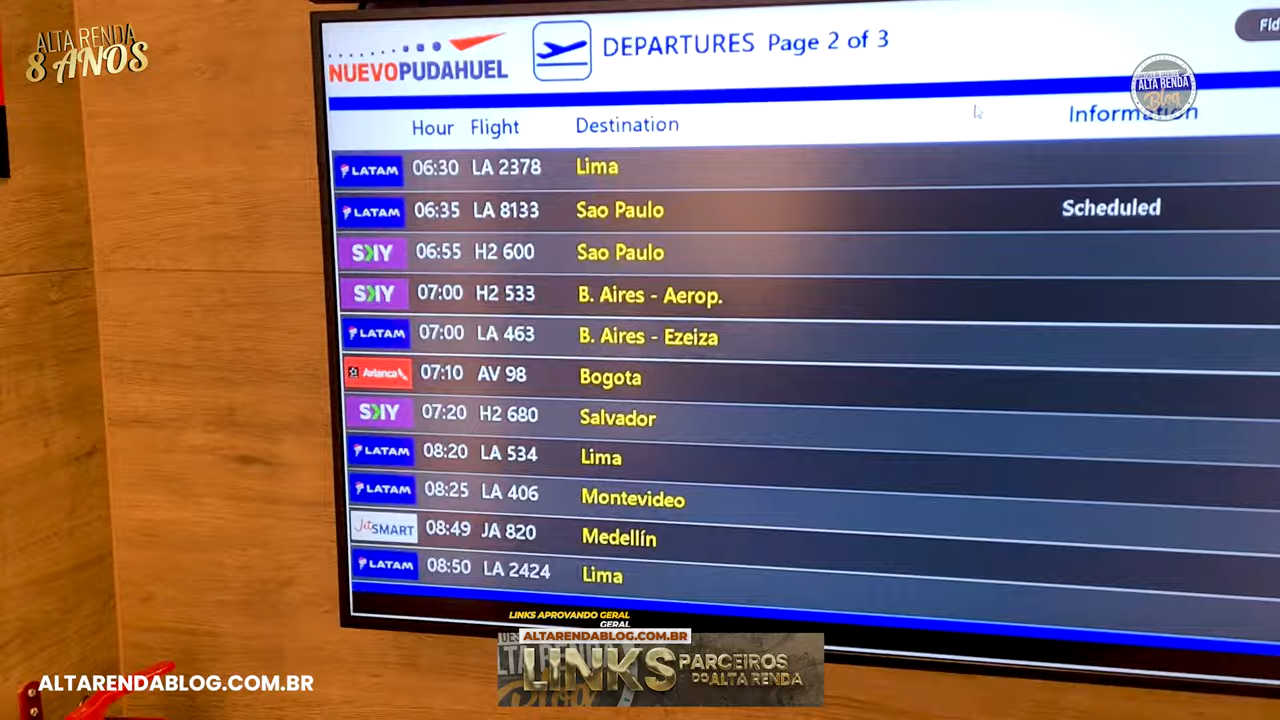 ALTA RENDA
8 ANOS
NUEVOPUDAHUEL
DEPARTURES Page 2 of 3
Fid
ALTA RENDA
Blog
Hour Flight Destination Information
LATAM 06:30 LA 2378 Lima
LATAM 06:35 LA 8133 Sao Paulo Scheduled
SKY 06:55 H2 600 Sao Paulo
SKY 07:00 H2 533 B. Aires - Aerop.
LATAM 07:00 LA 463 B. Aires - Ezeiza
Avianca 07:10 AV 98 Bogota
SKY 07:20 H2 680 Salvador
LATAM 08:20 LA 534 Lima
LATAM 08:25 LA 406 Montevideo
JetSMART 08:49 JA 820 Medellín
LATAM 08:50 LA 2424 Lima
LINKS APROVANDO GERAL
GERAL
ALTARENDABLOG.COM.BR
LINKS PARCEIROS
DO ALTA RENDA
ALTARENDABLOG.COM.BR